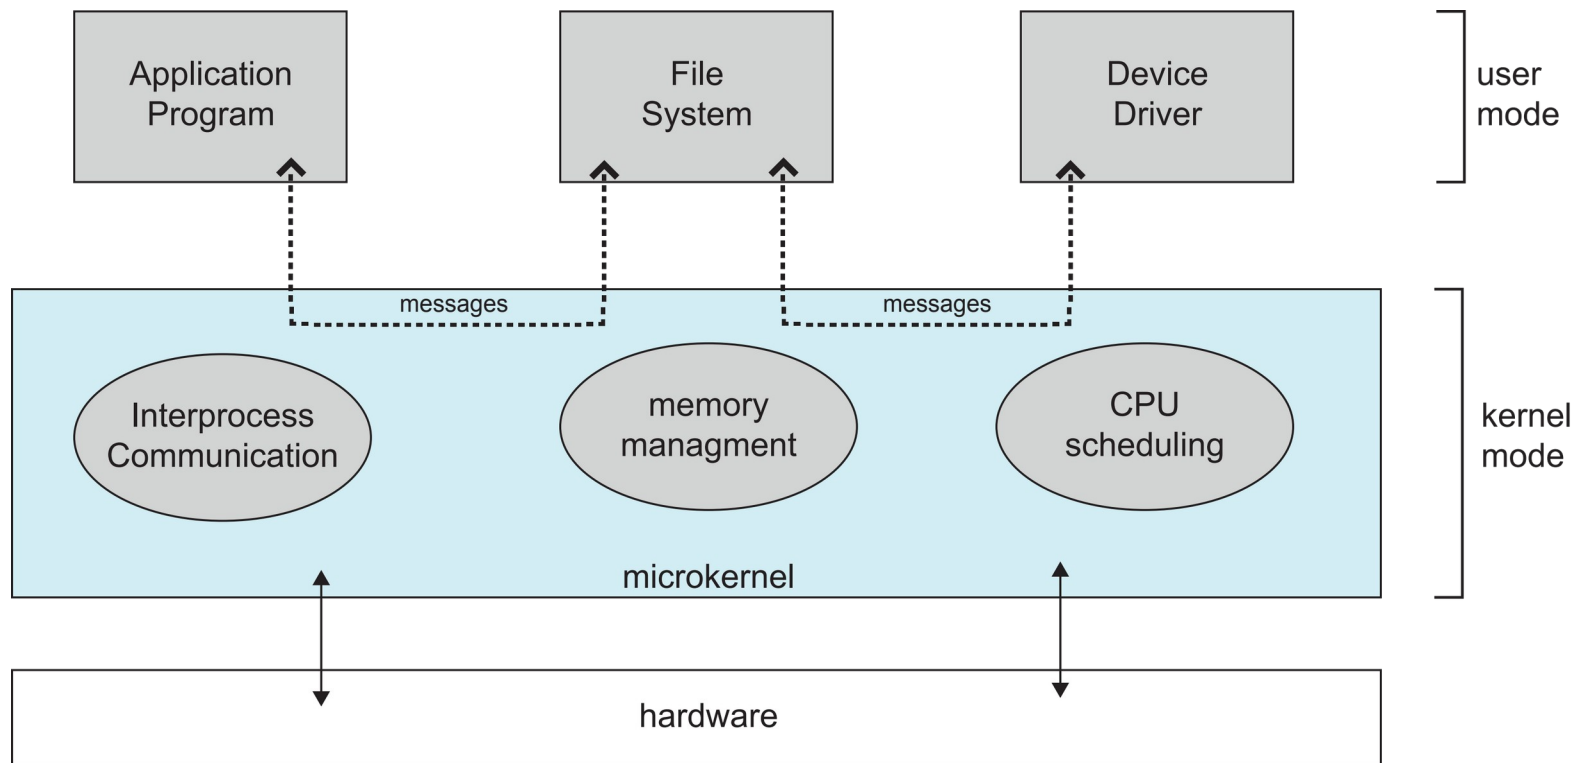 Application
Program
File
System
Device
Driver
user
mode
messages
messages
Interprocess
Communication
memory
managment
CPU
scheduling
kernel
mode
microkernel
hardware